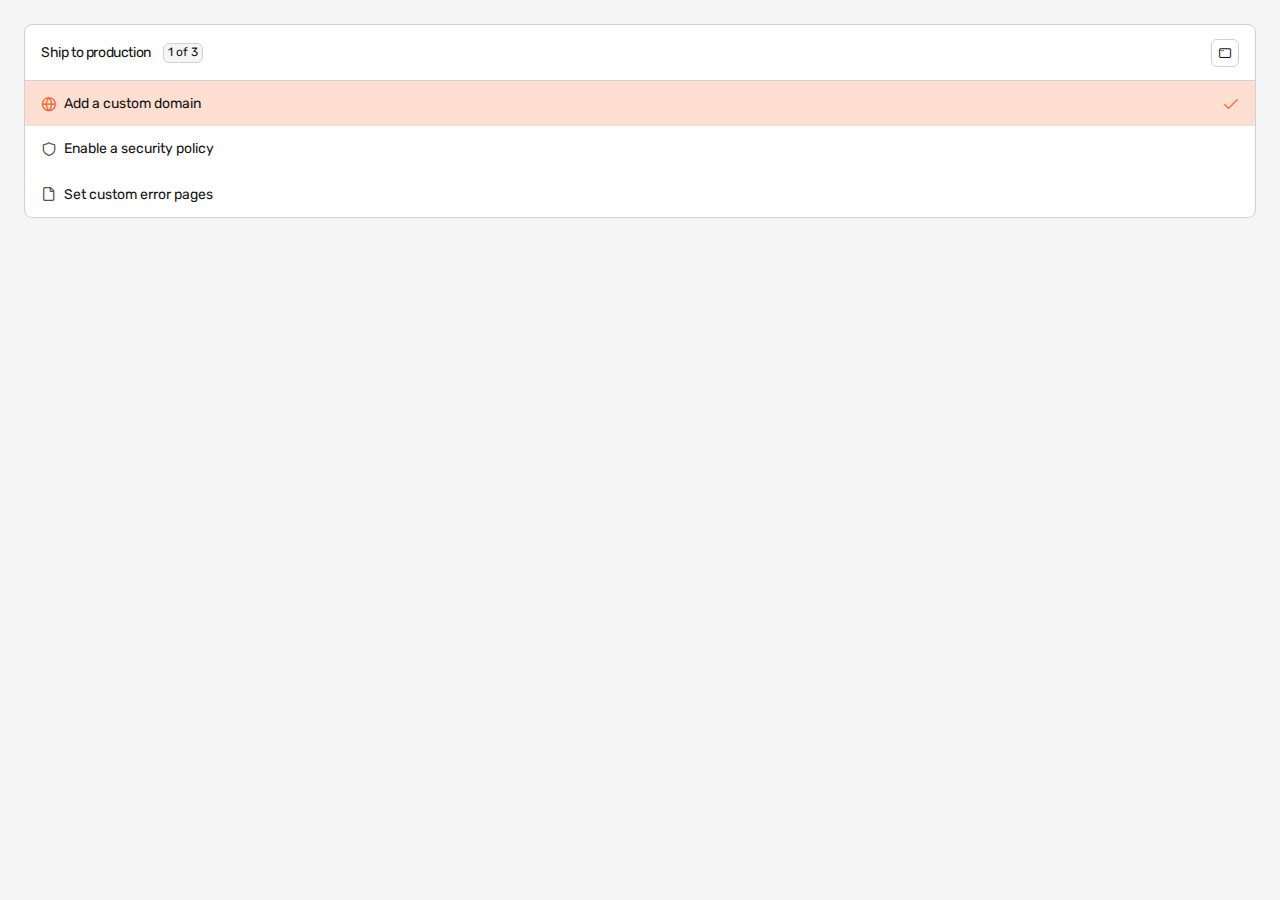 Ship to production 1 of 3
Add a custom domain
Enable a security policy
Set custom error pages